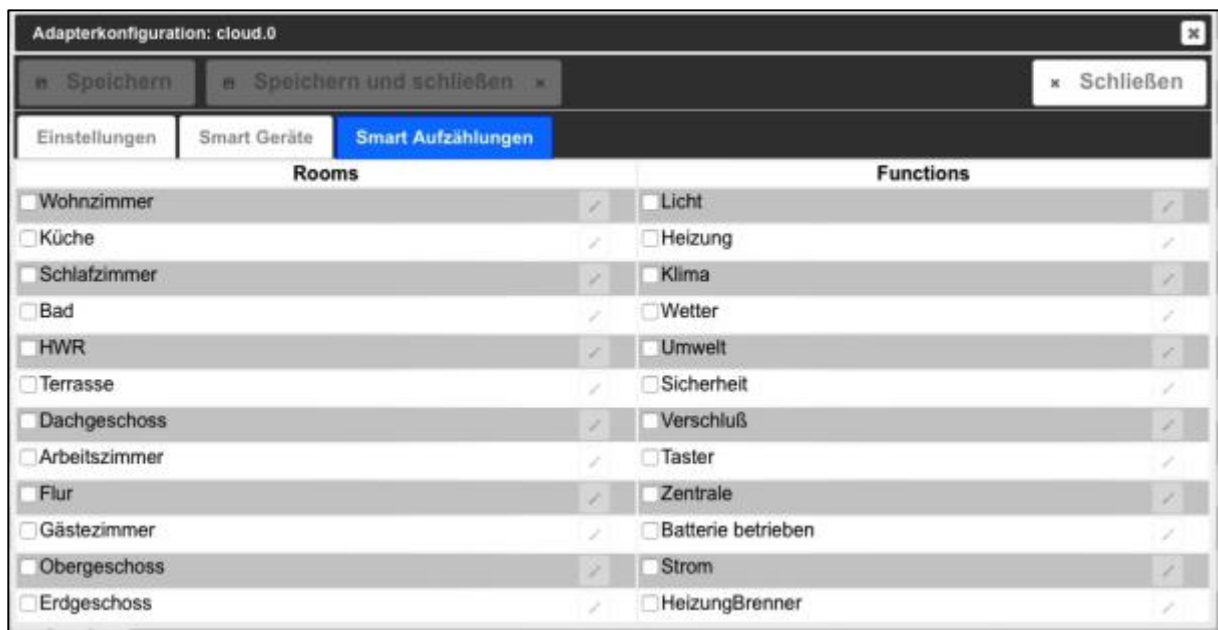 Adapterkonfiguration: cloud.0
Speichern Speichern und schließen Schließen
Einstellungen Smart Geräte Smart Aufzählungen
Rooms Functions
Wohnzimmer Licht
Küche Heizung
Schlafzimmer Klima
Bad Wetter
HWR Umwelt
Terrasse Sicherheit
Dachgeschoss Verschluß
Arbeitszimmer Taster
Flur Zentrale
Gästezimmer Batterie betrieben
Obergeschoss Strom
Erdgeschoss HeizungBrenner